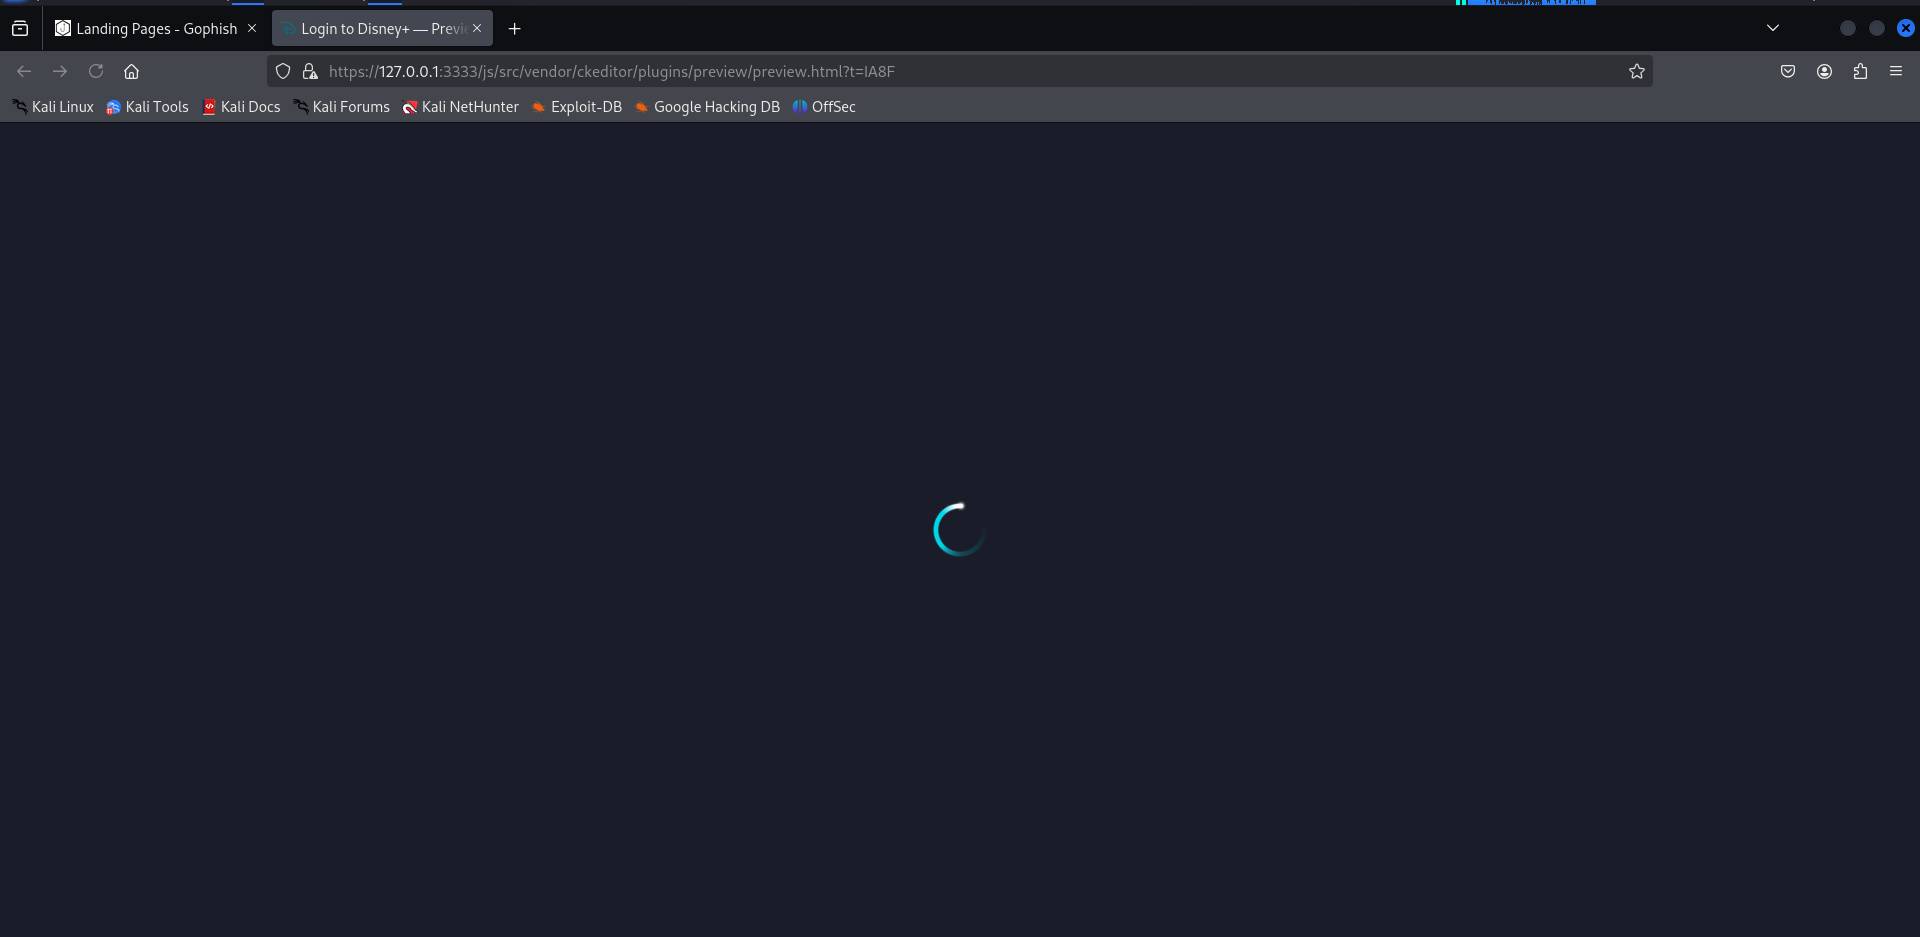 Landing Pages - Gophish
Login to Disney+ — Previe
https://127.0.0.1:3333/js/src/vendor/ckeditor/plugins/preview/preview.html?t=IA8F
Kali Linux Kali Tools Kali Docs Kali Forums Kali NetHunter Exploit-DB Google Hacking DB OffSec